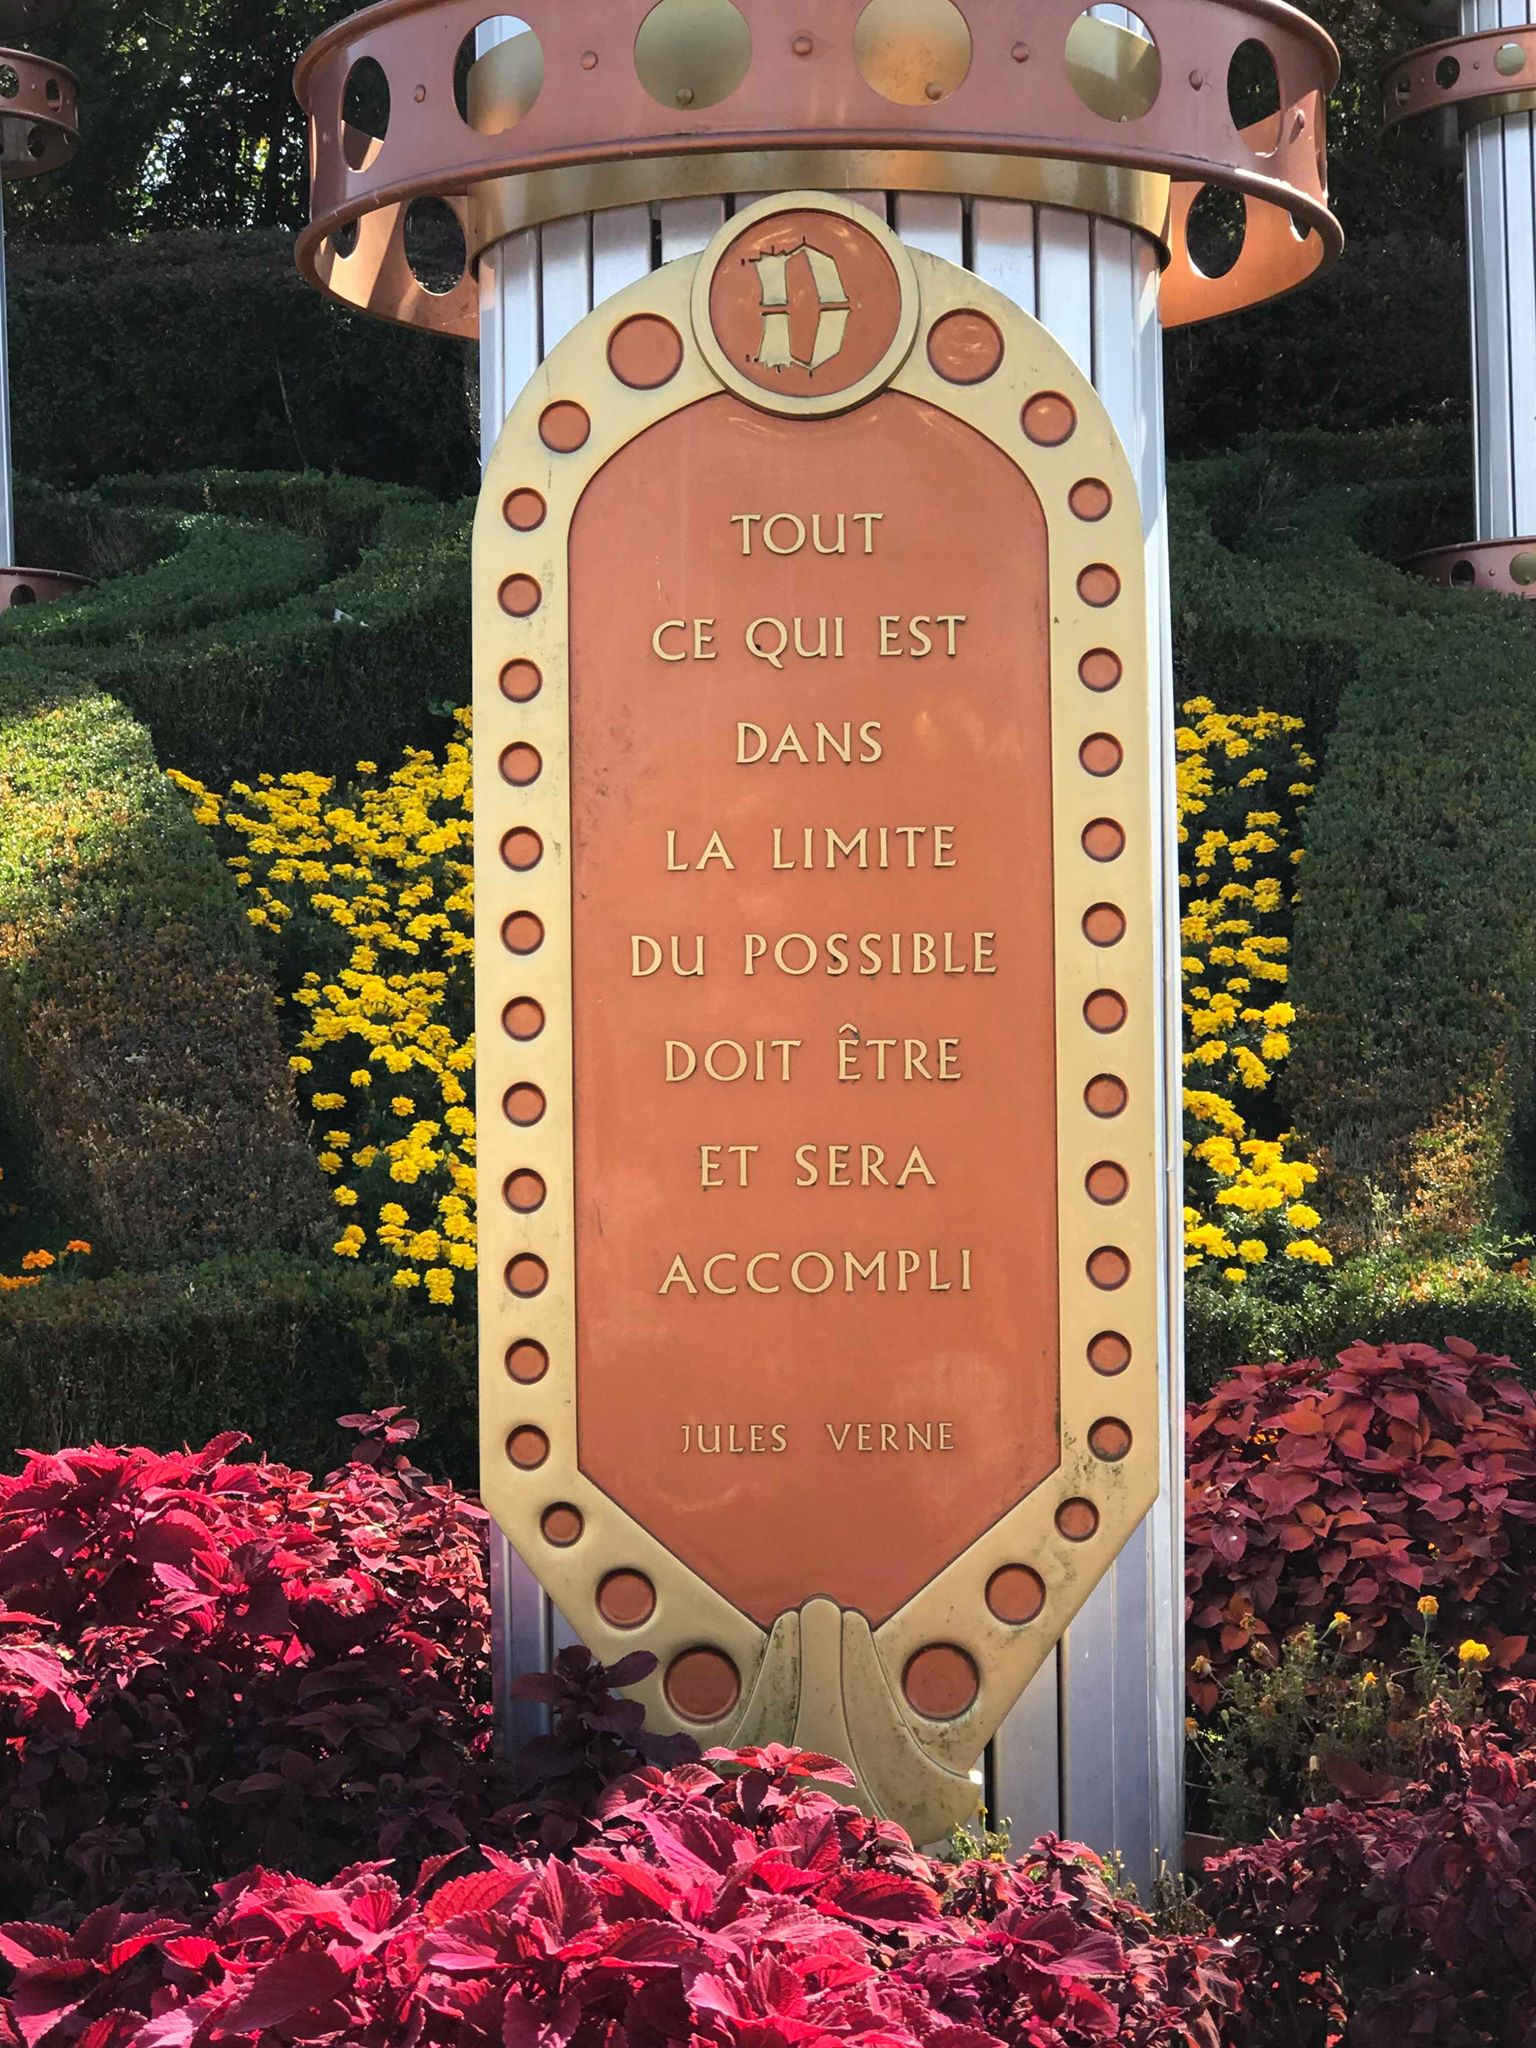 D
TOUT
CE QUI EST
DANS
LA LIMITE
DU POSSIBLE
DOIT ÊTRE
ET SERA
ACCOMPLI
JULES VERNE